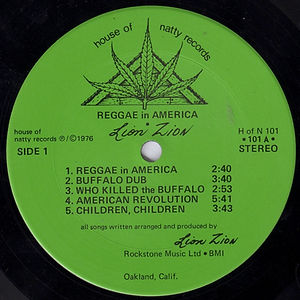 house of natty records
REGGAE in AMERICA
Lion Zion
house of
natty records ℗/©1976
SIDE 1
H of N 101
•101A•
STEREO
1 REGGAE in AMERICA 2:40
2 BUFFALO DUB 3:40
3 WHO KILLED the BUFFALO 2:53
4 AMERICAN REVOLUTION 5:41
5 CHILDREN, CHILDREN 3:43
all songs written arranged and produced by
Lion Zion
Rockstone Music Ltd • BMI
Oakland, Calif.